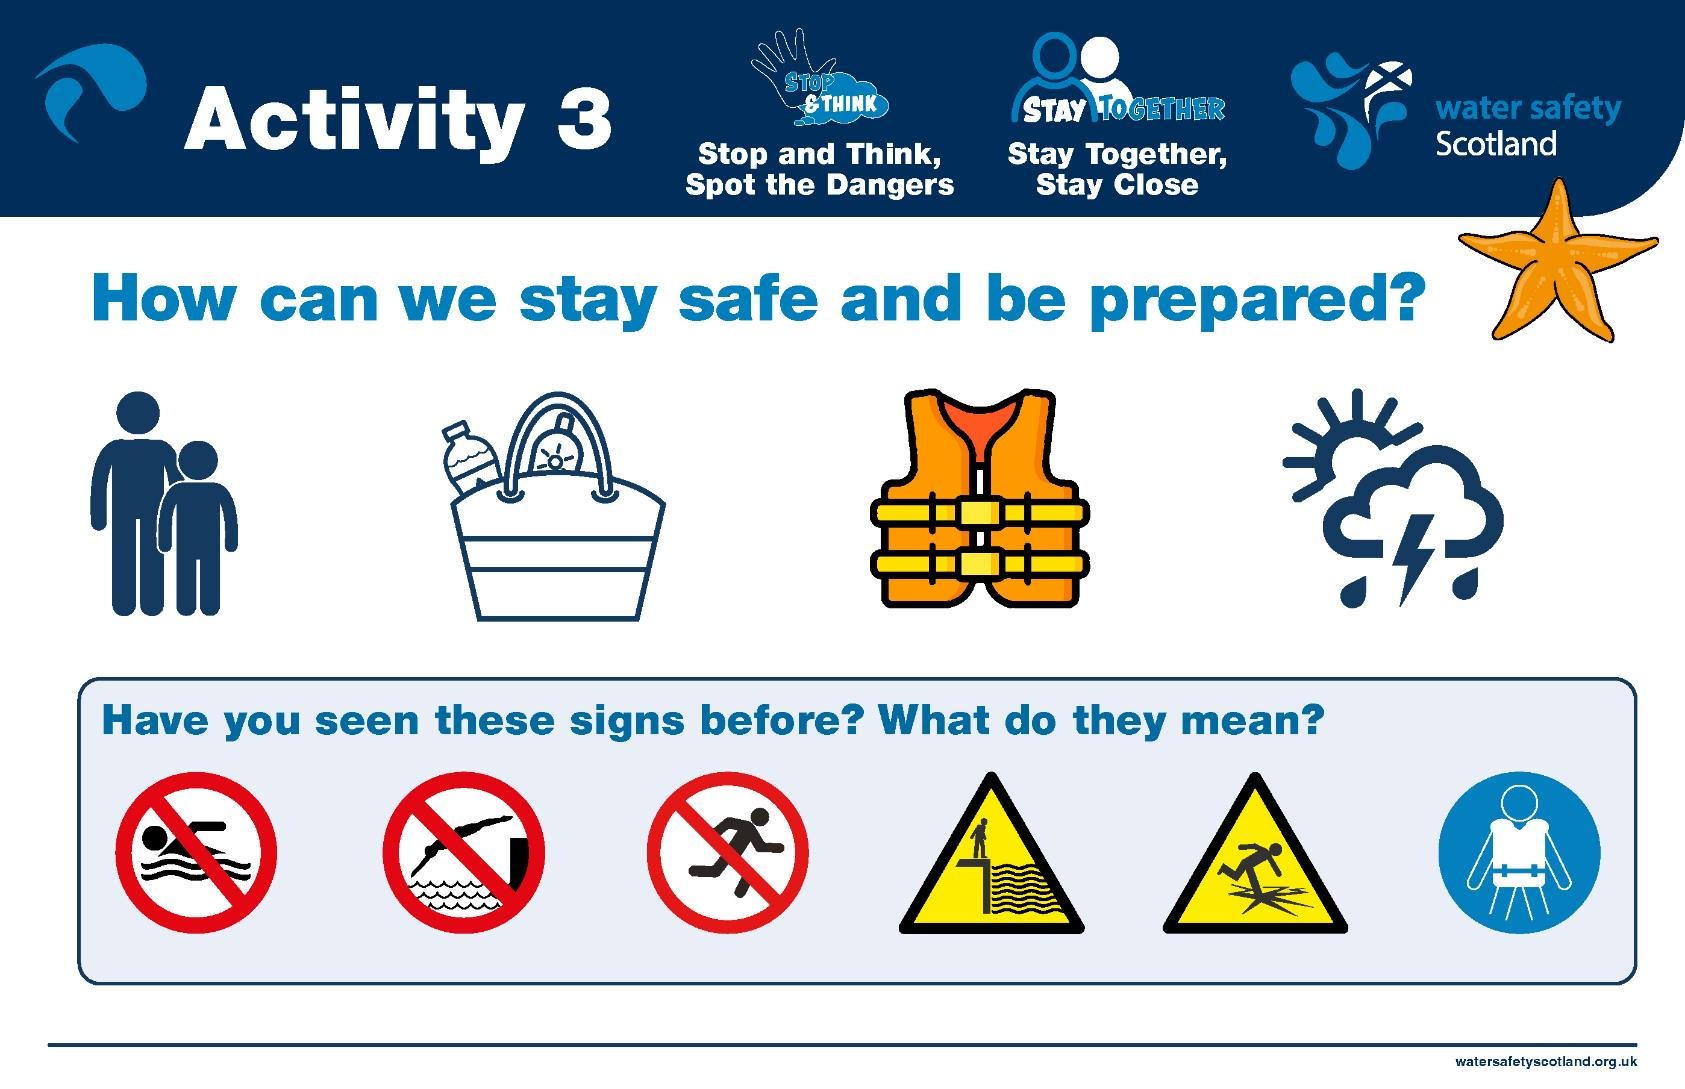 Activity 3
STOP
& THINK
Stop and Think,
Spot the Dangers
STAY TOGETHER
Stay Together,
Stay Close
water safety
Scotland
How can we stay safe and be prepared?
Have you seen these signs before? What do they mean?
watersafetyscotland.org.uk